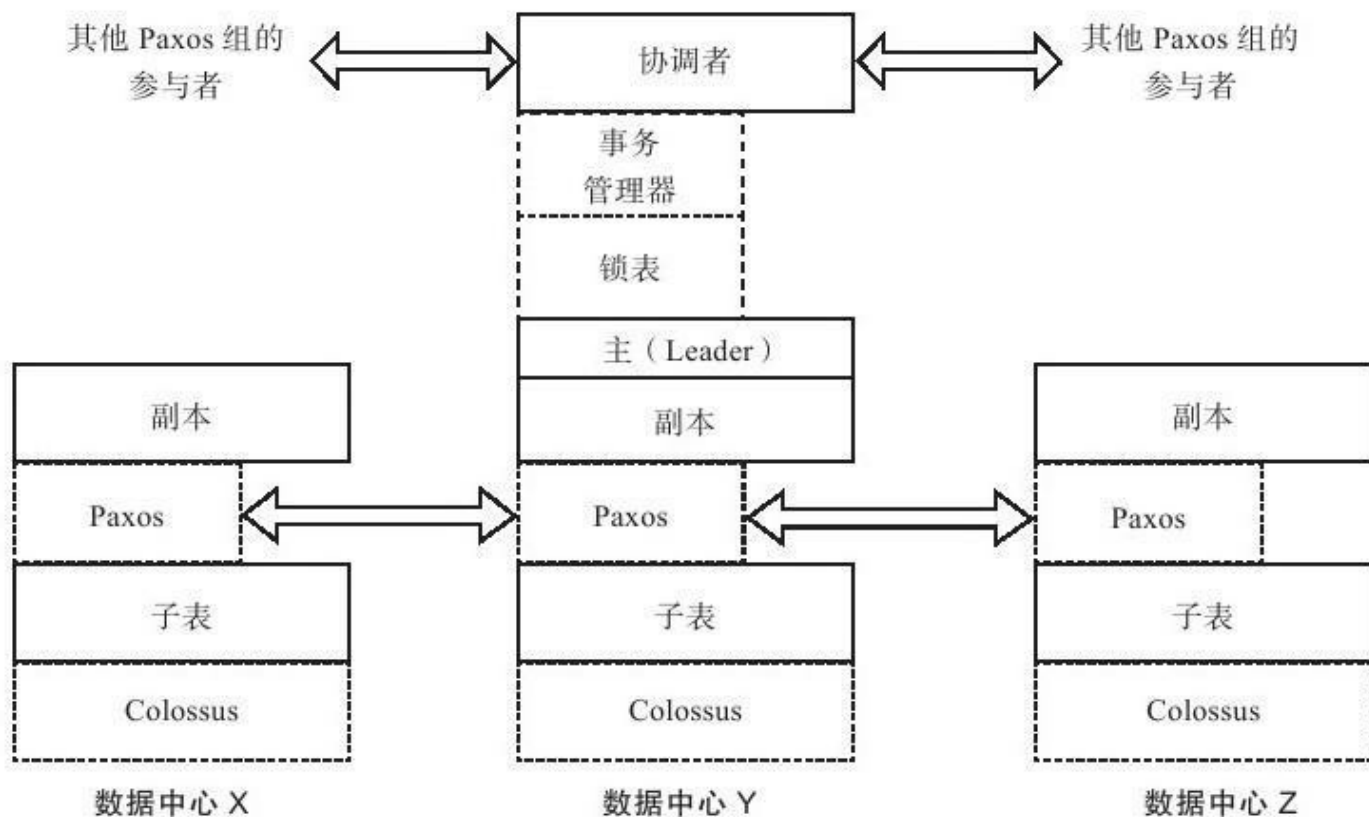 其他 Paxos 组的
参与者
协调者
其他 Paxos 组的
参与者
事务
管理器
锁表
主（Leader）
副本
副本
副本
Paxos
Paxos
Paxos
子表
子表
子表
Colossus
Colossus
Colossus
数据中心 X
数据中心 Y
数据中心 Z